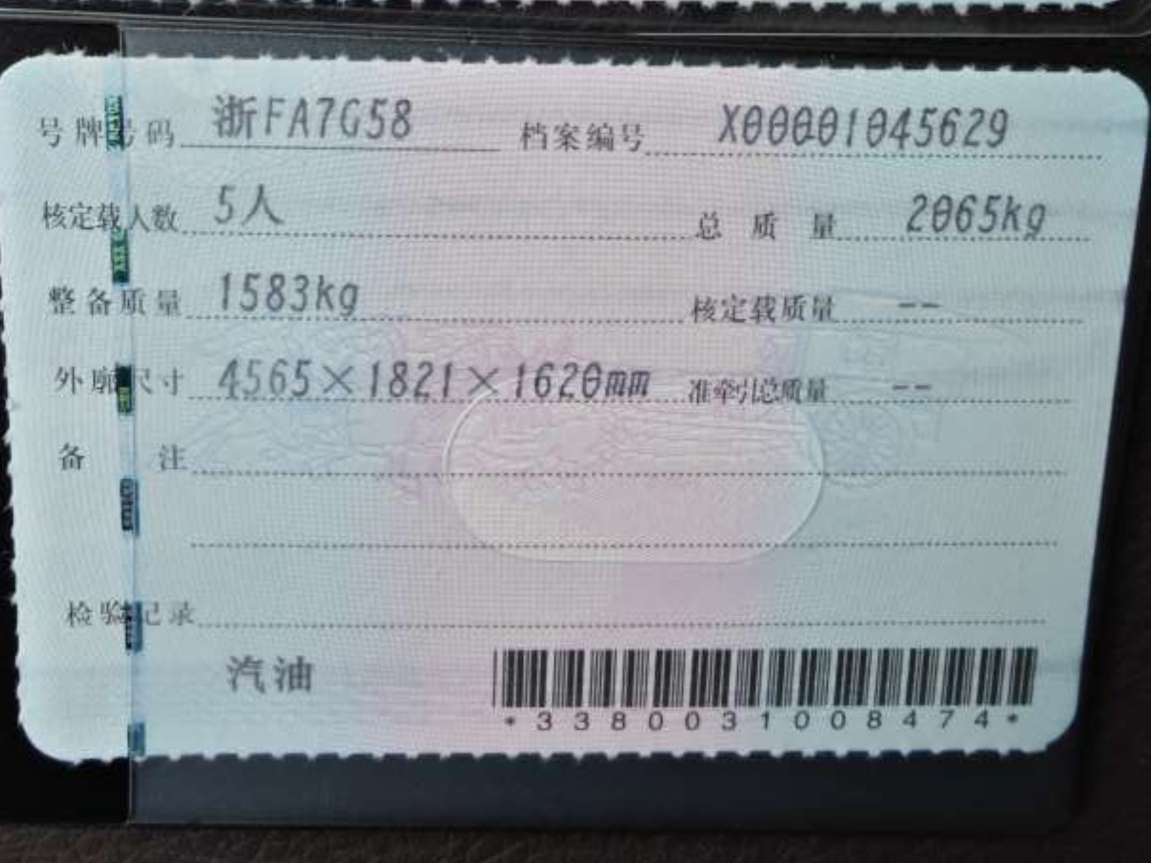 号牌号码 浙FA7G58 档案编号 X00001045629
核定载人数 5人 总质量 2065kg
整备质量 1583kg 核定载质量 --
外廓尺寸 4565×1821×1620mm 准牵引总质量 --
备注
检验记录
汽油
*3380031008474*